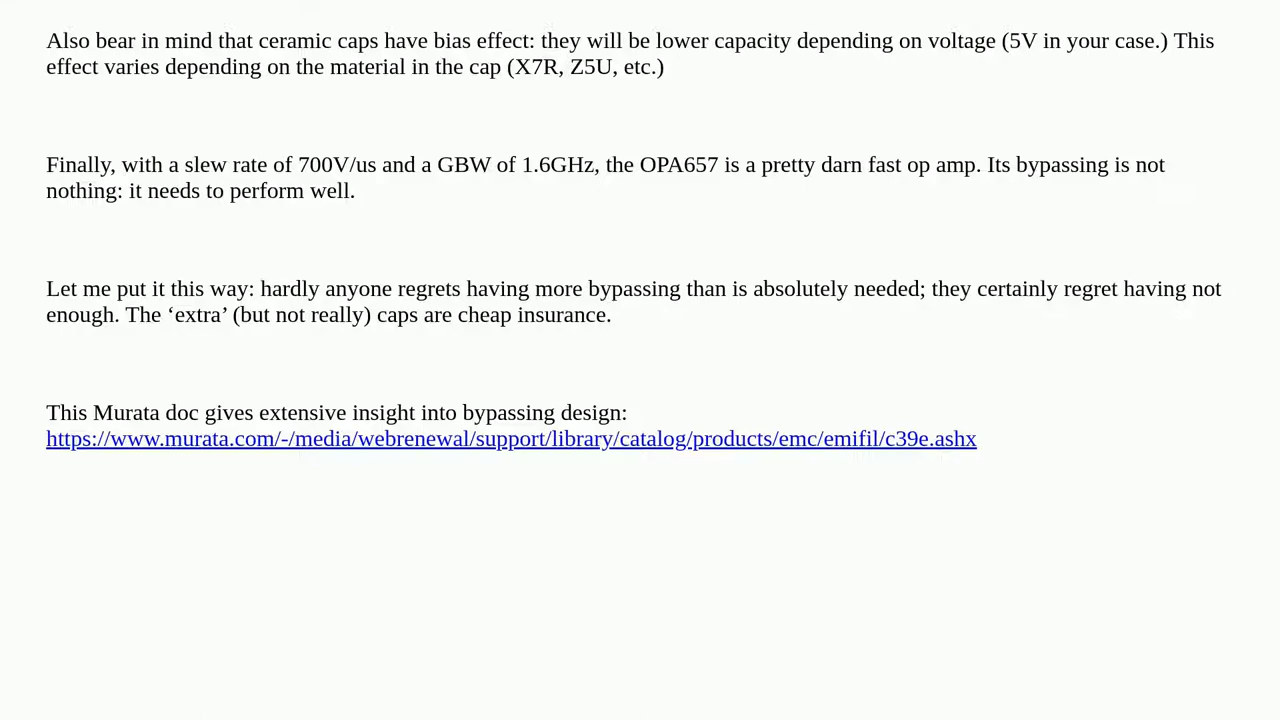 Also bear in mind that ceramic caps have bias effect: they will be lower capacity depending on voltage (5V in your case.) This
effect varies depending on the material in the cap (X7R, Z5U, etc.)
Finally, with a slew rate of 700V/us and a GBW of 1.6GHz, the OPA657 is a pretty darn fast op amp. Its bypassing is not
nothing: it needs to perform well.
Let me put it this way: hardly anyone regrets having more bypassing than is absolutely needed; they certainly regret having not
enough. The ‘extra’ (but not really) caps are cheap insurance.
This Murata doc gives extensive insight into bypassing design:
https://www.murata.com/-/media/webrenewal/support/library/catalog/products/emc/emifil/c39e.ashx